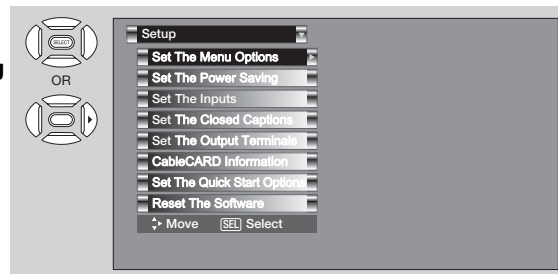 SELECT
OR
Setup
Set The Menu Options
Set The Power Saving
Set The Inputs
Set The Closed Captions
Set The Output Terminals
CableCARD Information
Set The Quick Start Options
Reset The Software
Move SEL Select